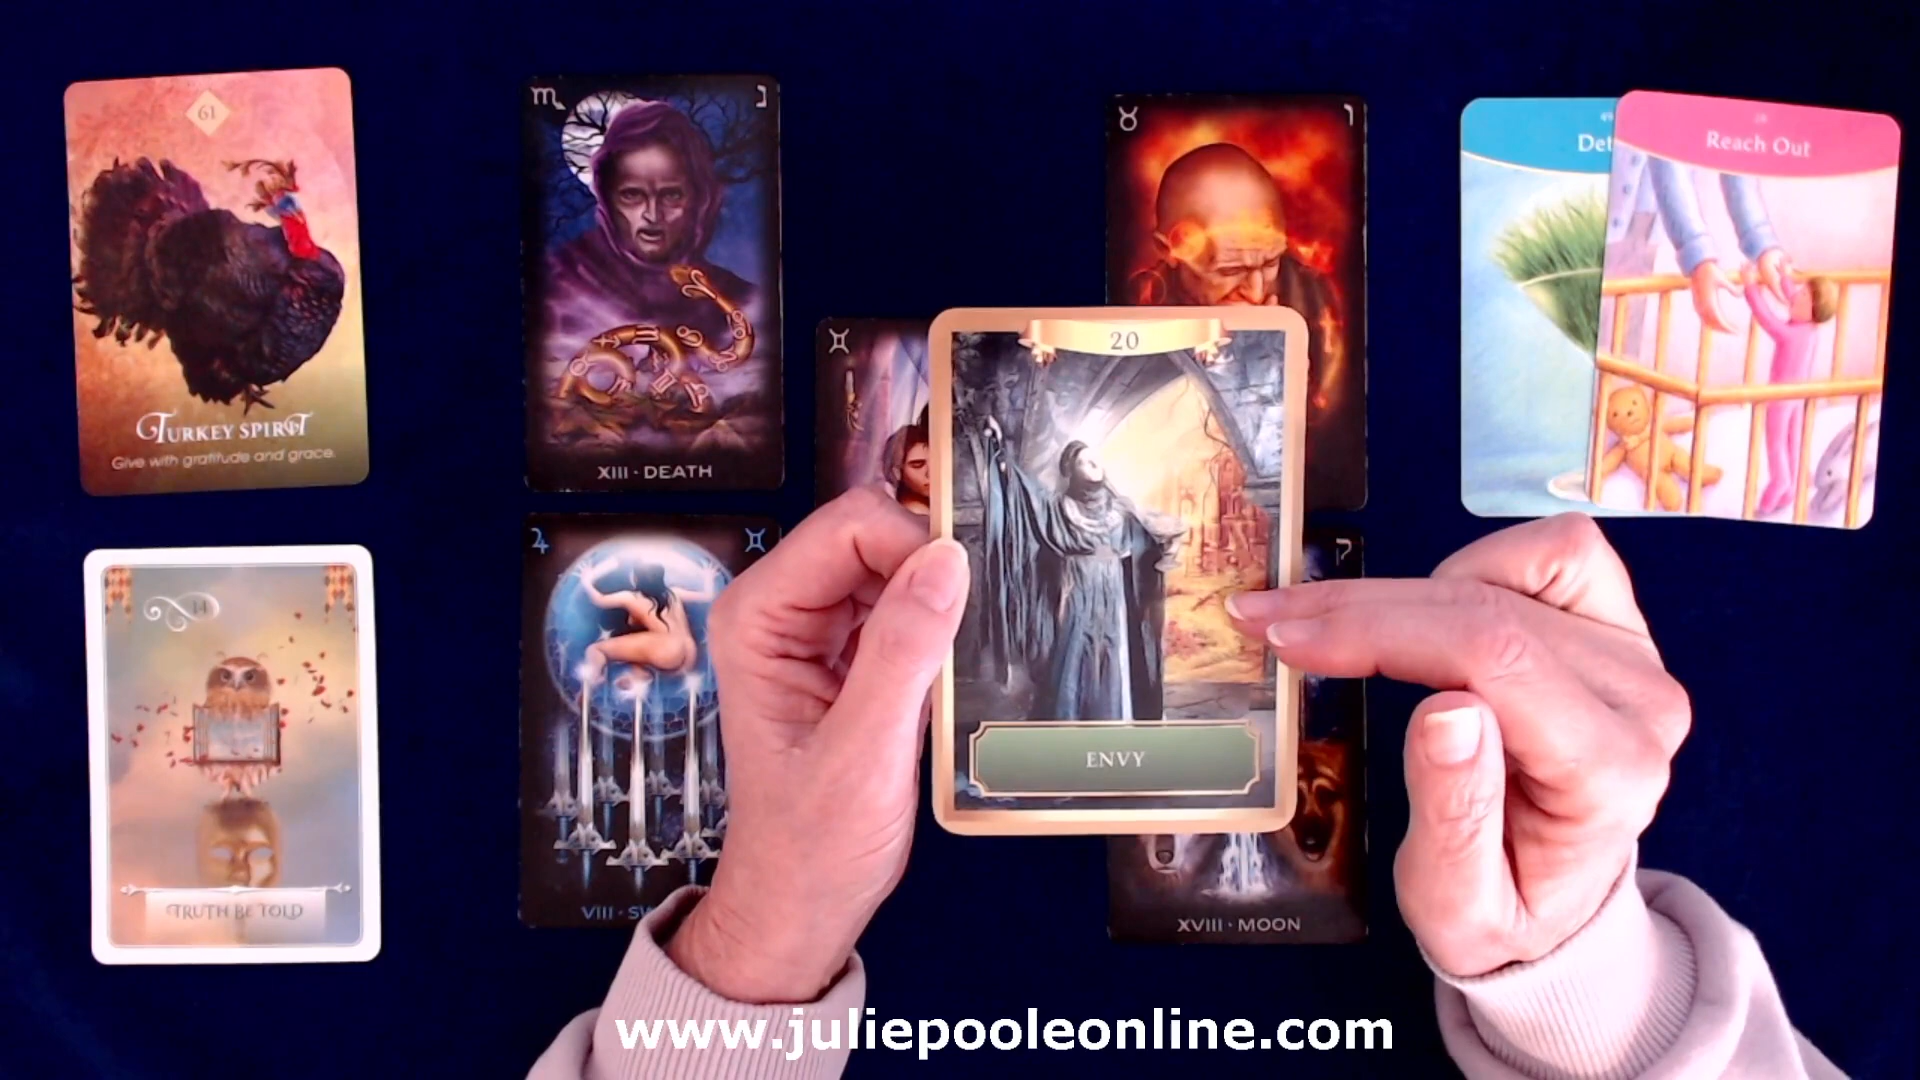 61
TURKEY SPIRIT
Give with gratitude and grace.
XIII · DEATH
Reach Out
20
ENVY
14
TRUTH BE TOLD
XVIII · MOON
www.juliepooleonline.com